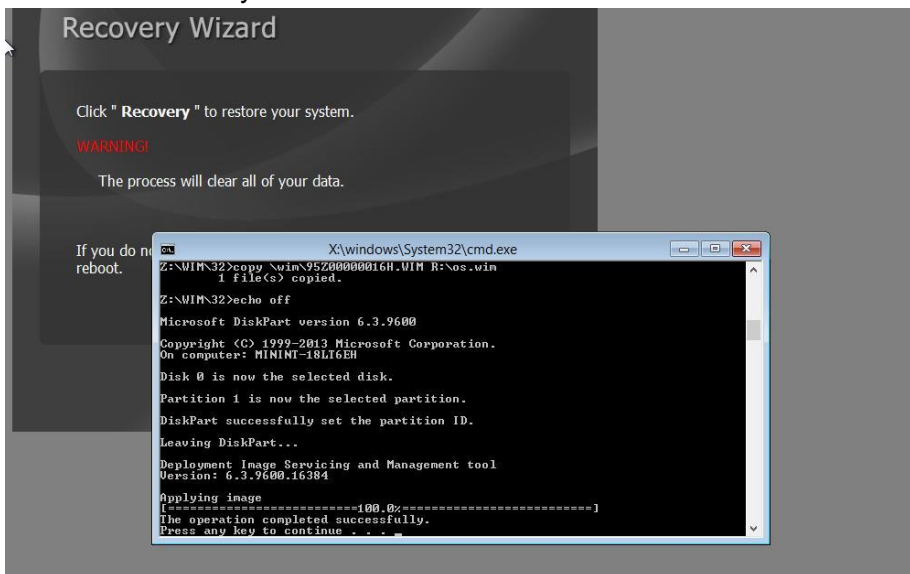 Recovery Wizard
Click " Recovery " to restore your system.
WARNING!
The process will clear all of your data.
If you do
reboot.
X:\windows\System32\cmd.exe
Z:\WIM\32>copy \wim\95Z00000016H.WIM R:\os.wim
1 file(s) copied.
Z:\WIM\32>echo off
Microsoft DiskPart version 6.3.9600
Copyright (C) 1999-2013 Microsoft Corporation.
On computer: MININT-18LT6EH
Disk 0 is now the selected disk.
Partition 1 is now the selected partition.
DiskPart successfully set the partition ID.
Leaving DiskPart...
Deployment Image Servicing and Management tool
Version: 6.3.9600.16384
Applying image
[==========================100.0%==========================]
The operation completed successfully.
Press any key to continue . . . _